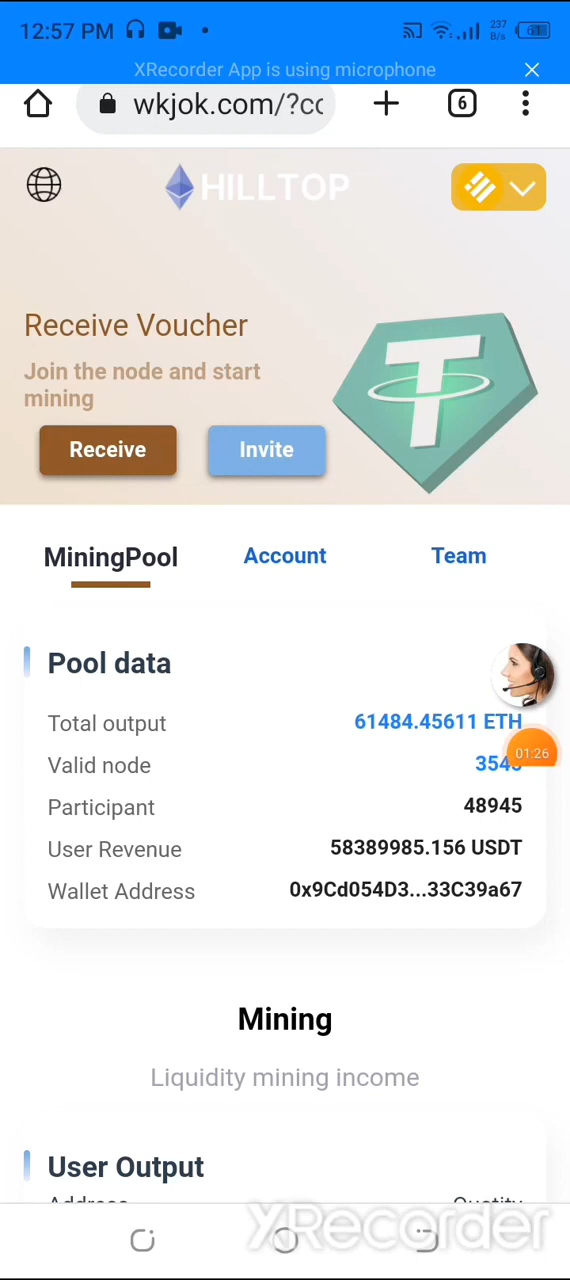 12:57 PM 237 B/s 61
XRecorder App is using microphone
wkjok.com/?cc 6
HILLTOP
Receive Voucher
Join the node and start
mining
Receive Invite
MiningPool Account Team
Pool data
Total output 61484.45611 ETH
Valid node
01:26
Participant 48945
User Revenue 58389985.156 USDT
Wallet Address 0x9Cd054D3...33C39a67
Mining
Liquidity mining income
User Output
XRecorder